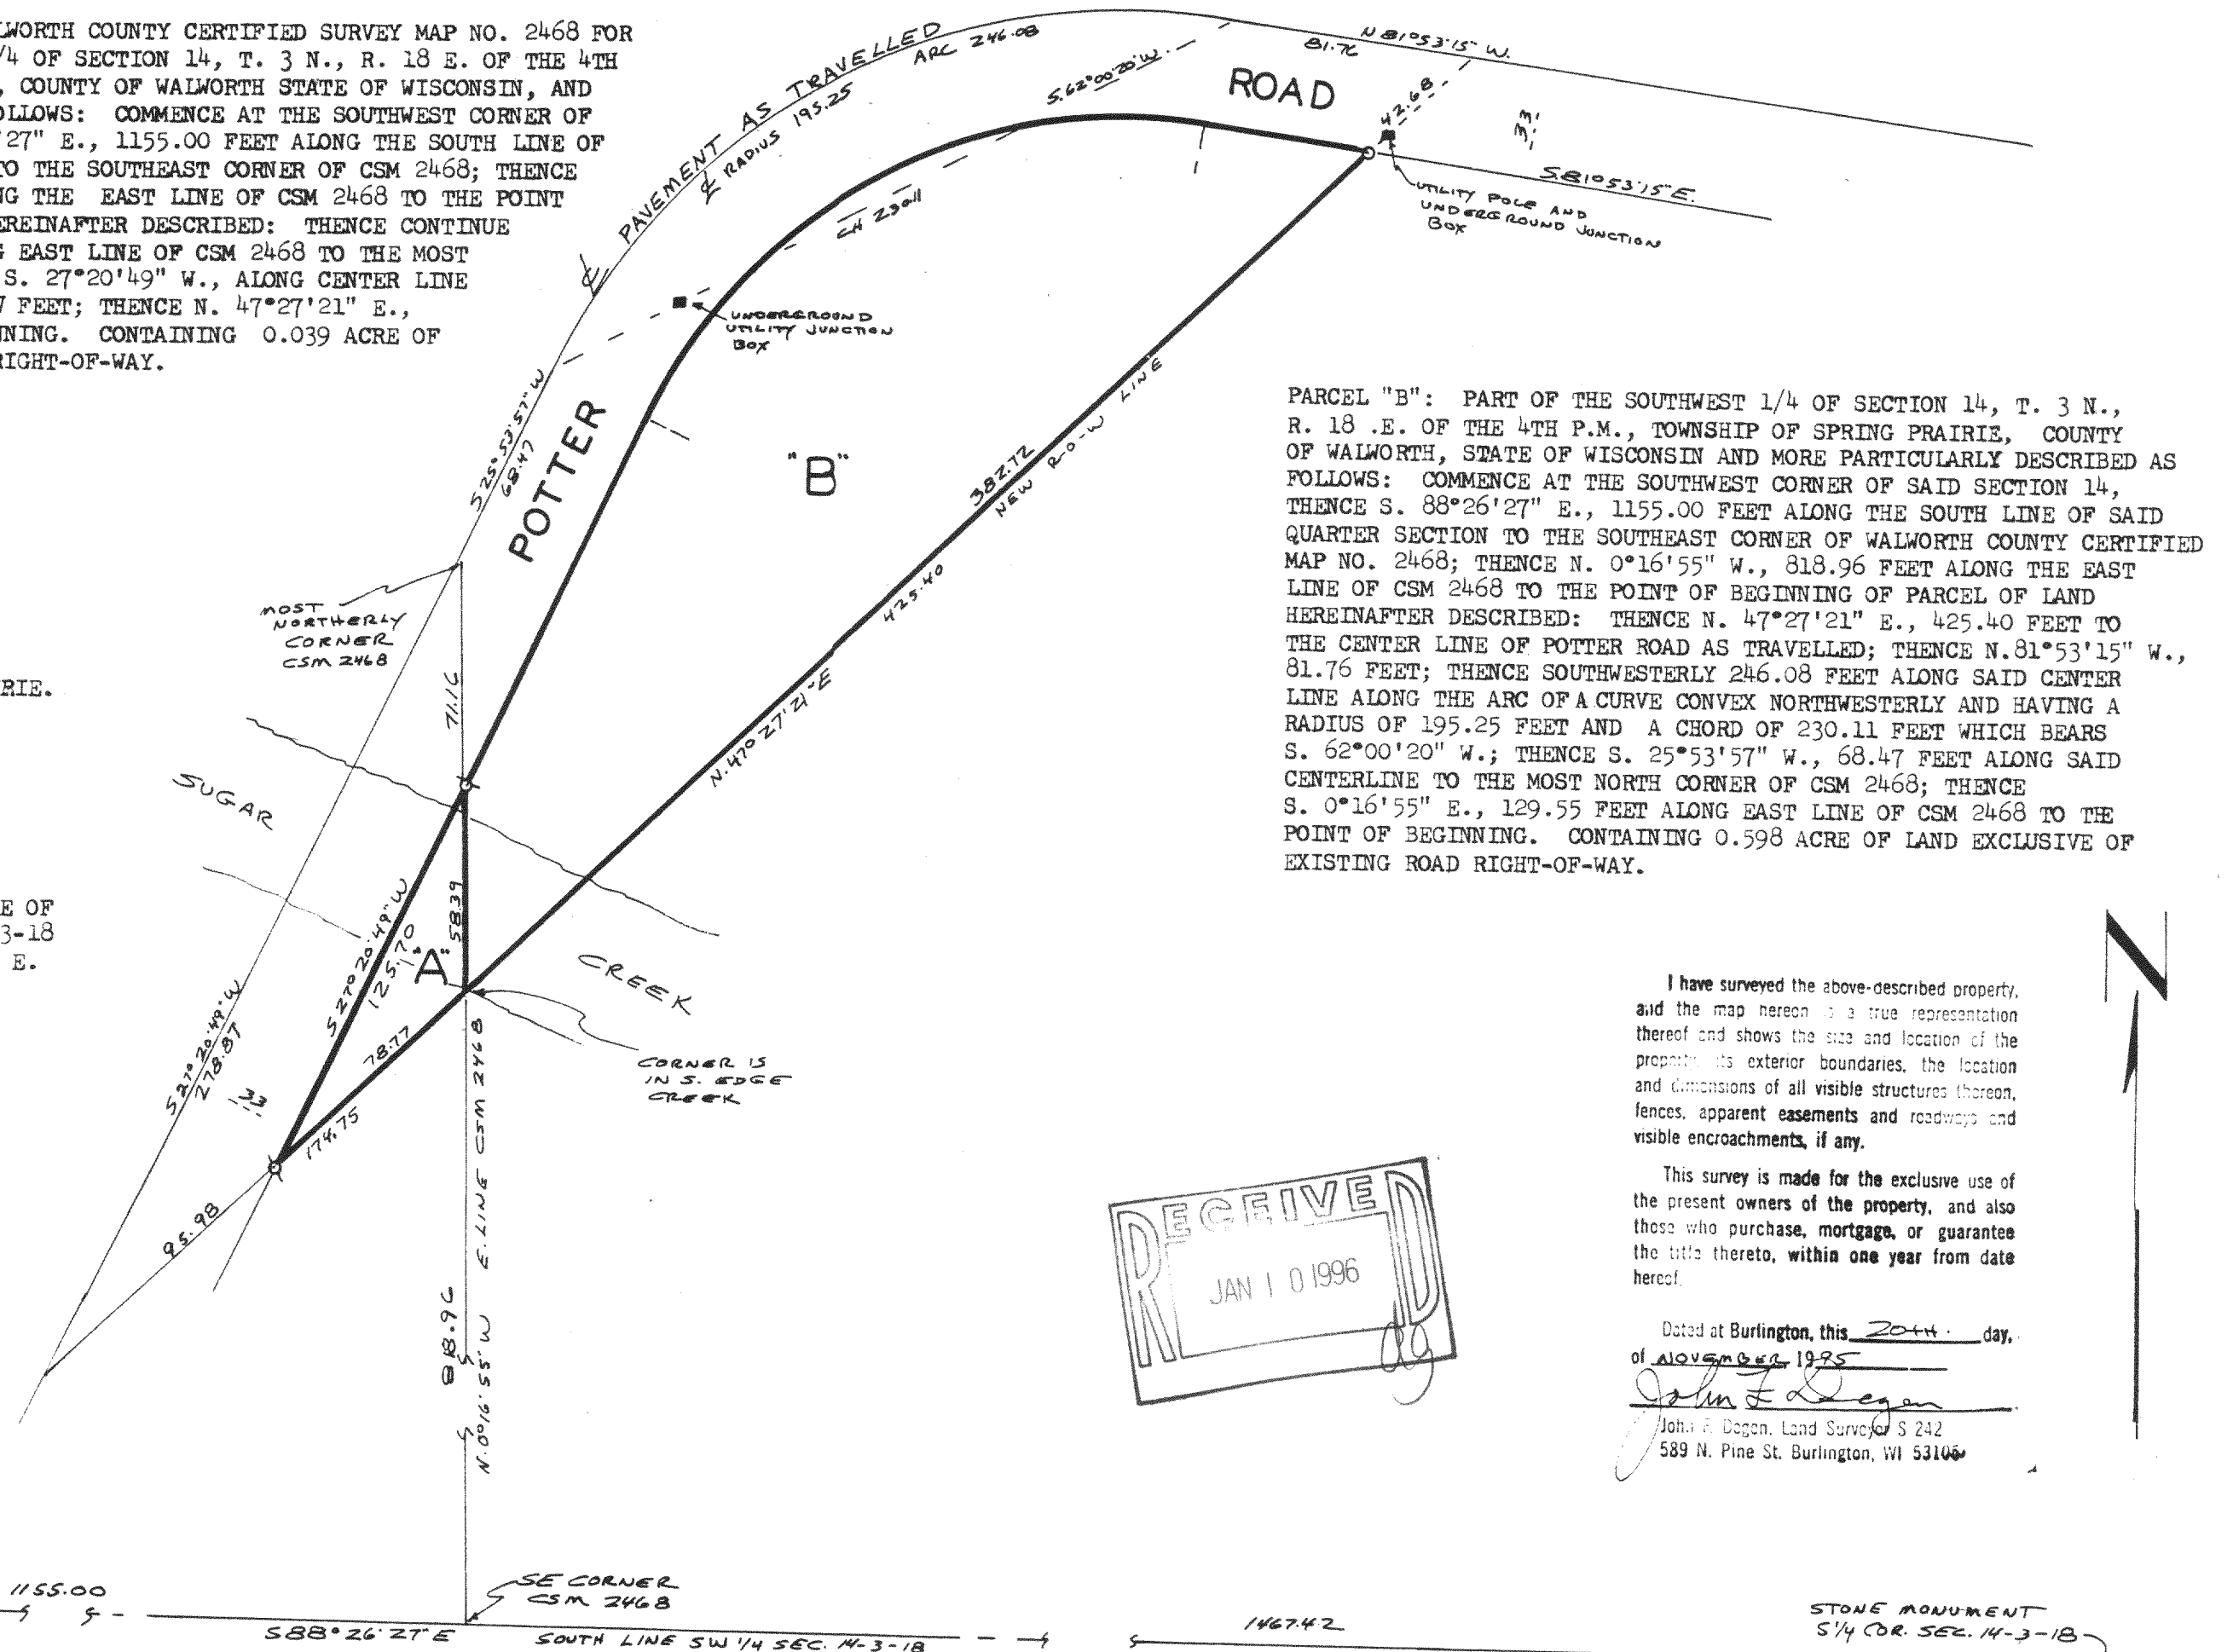 LWORTH COUNTY CERTIFIED SURVEY MAP NO. 2468 FOR
/4 OF SECTION 14, T. 3 N., R. 18 E. OF THE 4TH
, COUNTY OF WALWORTH STATE OF WISCONSIN, AND
OLLOWS: COMMENCE AT THE SOUTHWEST CORNER OF
'27" E., 1155.00 FEET ALONG THE SOUTH LINE OF
TO THE SOUTHEAST CORNER OF CSM 2468; THENCE
NG THE EAST LINE OF CSM 2468 TO THE POINT
EREINAFTER DESCRIBED: THENCE CONTINUE
G EAST LINE OF CSM 2468 TO THE MOST
S. 27°20'49" W., ALONG CENTER LINE
7 FEET; THENCE N. 47°27'21" E.,
NNING. CONTAINING 0.039 ACRE OF
RIGHT-OF-WAY.
PAVEMENT AS TRAVELLED
℄ RADIUS 195.25
ARC 246.08
S.62°00'20"W.
N 81°53'15" W.
81.76
ROAD
42.68
33'
S.81°53'15"E.
UTILITY POLE AND
UNDERGROUND JUNCTION
BOX
CH 230.11
℄
UNDERGROUND
UTILITY JUNCTION
BOX
S 25°53'57" W
68.47
POTTER
"B"
382.72
NEW R-O-W LINE
425.40
N.47°27'21"E
MOST
NORTHERLY
CORNER
CSM 2468
71.16
RIE.
SUGAR
CREEK
E OF
3-18
E.
S 27°20'49" W
125.70
58.39
"A"
78.77
174.75
S 27°20'49" W
278.87
33
95.98
CORNER IS
IN S. EDGE
CREEK
E. LINE CSM 2468
818.96
N.0°16'55"W
PARCEL "B": PART OF THE SOUTHWEST 1/4 OF SECTION 14, T. 3 N.,
R. 18 .E. OF THE 4TH P.M., TOWNSHIP OF SPRING PRAIRIE, COUNTY
OF WALWORTH, STATE OF WISCONSIN AND MORE PARTICULARLY DESCRIBED AS
FOLLOWS: COMMENCE AT THE SOUTHWEST CORNER OF SAID SECTION 14,
THENCE S. 88°26'27" E., 1155.00 FEET ALONG THE SOUTH LINE OF SAID
QUARTER SECTION TO THE SOUTHEAST CORNER OF WALWORTH COUNTY CERTIFIED
MAP NO. 2468; THENCE N. 0°16'55" W., 818.96 FEET ALONG THE EAST
LINE OF CSM 2468 TO THE POINT OF BEGINNING OF PARCEL OF LAND
HEREINAFTER DESCRIBED: THENCE N. 47°27'21" E., 425.40 FEET TO
THE CENTER LINE OF POTTER ROAD AS TRAVELLED; THENCE N.81°53'15" W.,
81.76 FEET; THENCE SOUTHWESTERLY 246.08 FEET ALONG SAID CENTER
LINE ALONG THE ARC OF A CURVE CONVEX NORTHWESTERLY AND HAVING A
RADIUS OF 195.25 FEET AND A CHORD OF 230.11 FEET WHICH BEARS
S. 62°00'20" W.; THENCE S. 25°53'57" W., 68.47 FEET ALONG SAID
CENTERLINE TO THE MOST NORTH CORNER OF CSM 2468; THENCE
S. 0°16'55" E., 129.55 FEET ALONG EAST LINE OF CSM 2468 TO THE
POINT OF BEGINNING. CONTAINING 0.598 ACRE OF LAND EXCLUSIVE OF
EXISTING ROAD RIGHT-OF-WAY.
N
I have surveyed the above-described property,
and the map hereon is a true representation
thereof and shows the size and location of the
property, its exterior boundaries, the location
and dimensions of all visible structures thereon,
fences, apparent easements and roadways and
visible encroachments, if any.
This survey is made for the exclusive use of
the present owners of the property, and also
those who purchase, mortgage, or guarantee
the title thereto, within one year from date
hereof.
Dated at Burlington, this 20TH. day,
of NOVEMBER 1995
John F Degen
John F. Degen, Land Surveyor S 242
589 N. Pine St. Burlington, WI 53105
RECEIVED
JAN 10 1996
1155.00
SE CORNER
CSM 2468
S88°26'27"E
SOUTH LINE SW 1/4 SEC. 14-3-18
1467.42
STONE MONUMENT
S 1/4 COR. SEC. 14-3-18